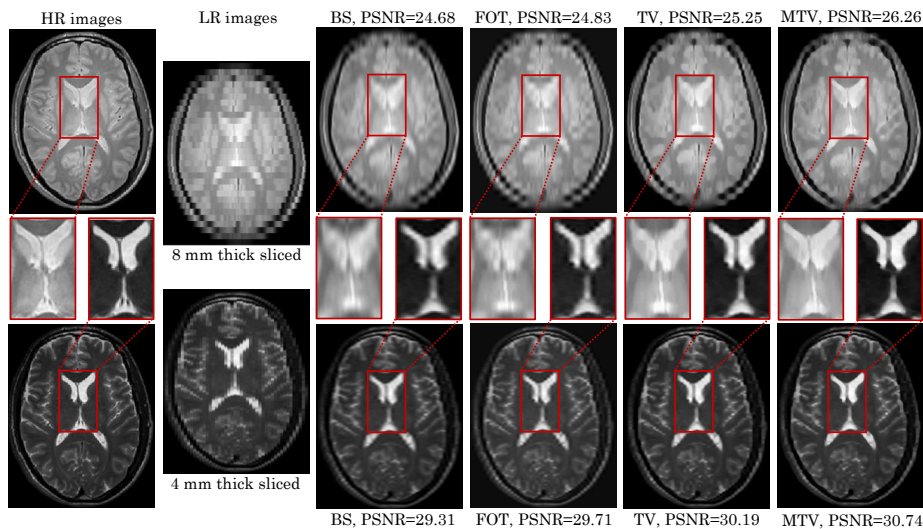 HR images
LR images
BS, PSNR=24.68
FOT, PSNR=24.83
TV, PSNR=25.25
MTV, PSNR=26.26
8 mm thick sliced
4 mm thick sliced
BS, PSNR=29.31
FOT, PSNR=29.71
TV, PSNR=30.19
MTV, PSNR=30.74